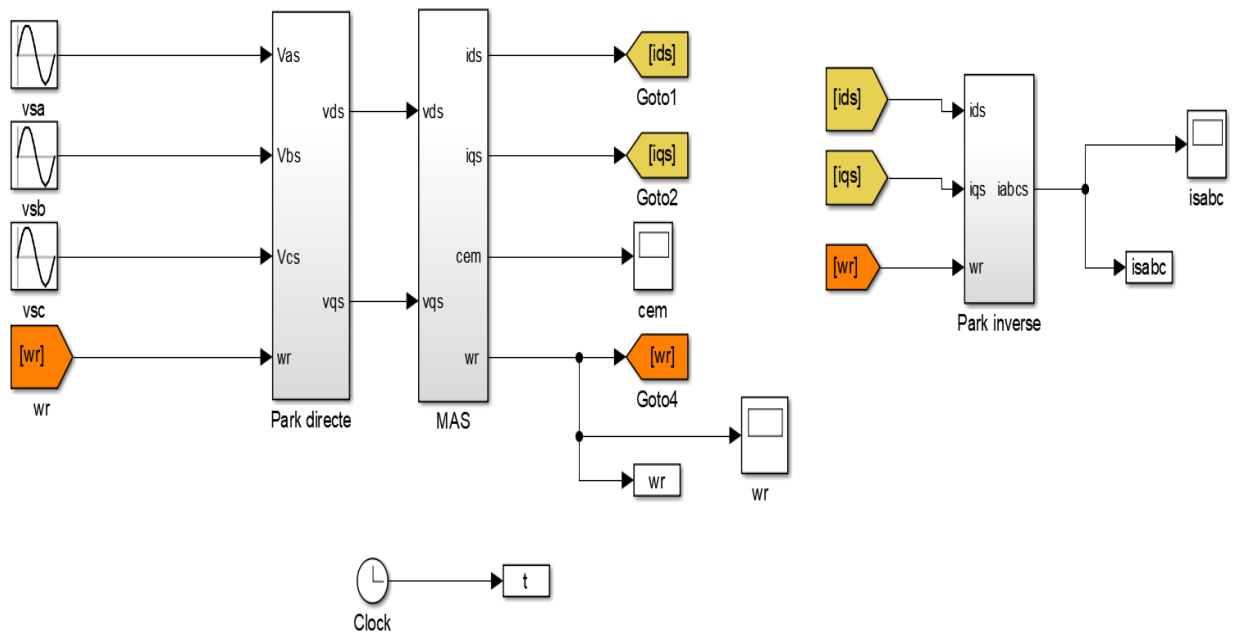 vsa
vsb
vsc
[wr]
wr
Vas
Vbs
Vcs
wr
vds
vqs
Park directe
vds
vqs
ids
iqs
cem
wr
MAS
[ids]
Goto1
[iqs]
Goto2
cem
[wr]
Goto4
wr
wr
[ids]
[iqs]
[wr]
ids
iqs
wr
iabcs
Park inverse
isabc
isabc
Clock
t